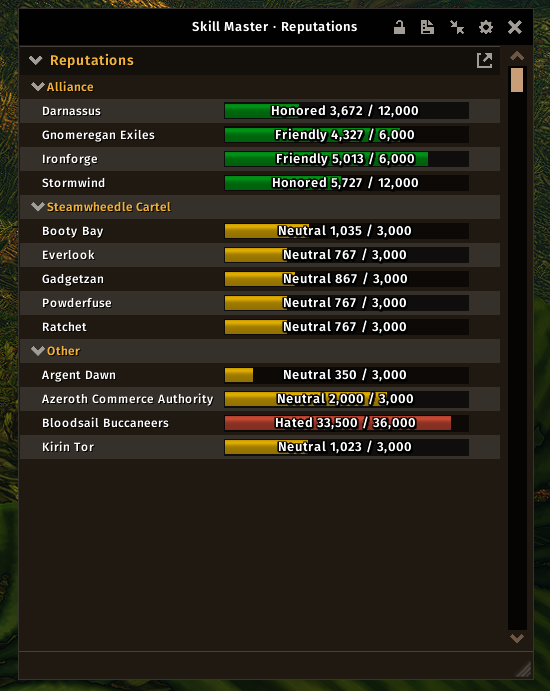 Skill Master · Reputations
Reputations
Alliance
Darnassus Honored 3,672 / 12,000
Gnomeregan Exiles Friendly 4,327 / 6,000
Ironforge Friendly 5,013 / 6,000
Stormwind Honored 5,727 / 12,000
Steamwheedle Cartel
Booty Bay Neutral 1,035 / 3,000
Everlook Neutral 767 / 3,000
Gadgetzan Neutral 867 / 3,000
Powderfuse Neutral 767 / 3,000
Ratchet Neutral 767 / 3,000
Other
Argent Dawn Neutral 350 / 3,000
Azeroth Commerce Authority Neutral 2,000 / 3,000
Bloodsail Buccaneers Hated 33,500 / 36,000
Kirin Tor Neutral 1,023 / 3,000